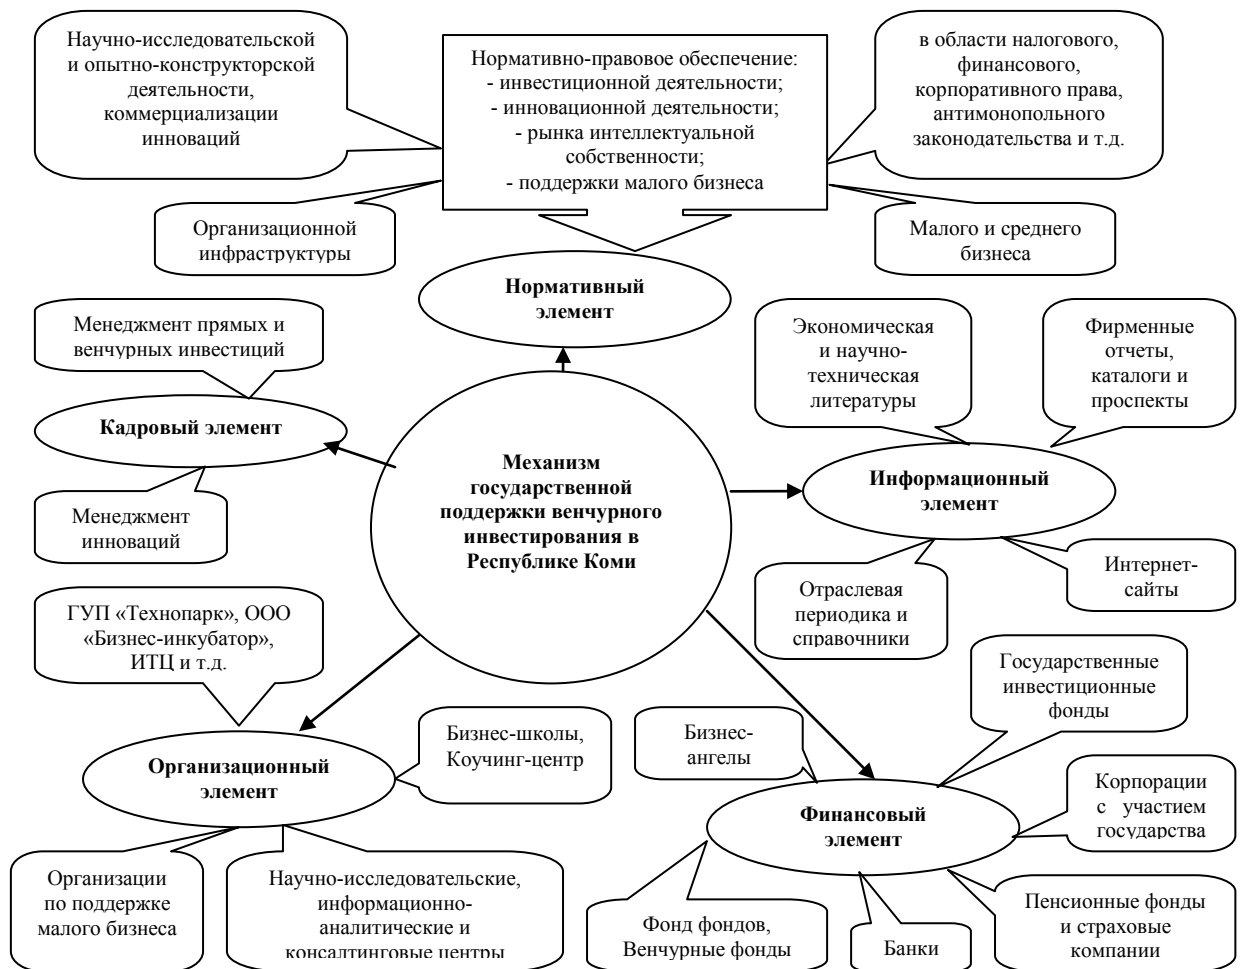 Научно-исследовательской
и опытно-конструкторской
деятельности,
коммерциализации
инноваций
Нормативно-правовое обеспечение:
- инвестиционной деятельности;
- инновационной деятельности;
- рынка интеллектуальной
собственности;
- поддержки малого бизнеса
в области налогового,
финансового,
корпоративного права,
антимонопольного
законодательства и т.д.
Организационной
инфраструктуры
Малого и среднего
бизнеса
Нормативный
элемент
Менеджмент прямых и
венчурных инвестиций
Кадровый элемент
Менеджмент
инноваций
Экономическая
и научно-
техническая
литературы
Фирменные
отчеты,
каталоги и
проспекты
Механизм
государственной
поддержки венчурного
инвестирования в
Республике Коми
Информационный
элемент
Отраслевая
периодика и
справочники
Интернет-
сайты
ГУП «Технопарк», ООО
«Бизнес-инкубатор»,
ИТЦ и т.д.
Бизнес-школы,
Коучинг-центр
Организационный
элемент
Организации
по поддержке
малого бизнеса
Научно-исследовательские,
информационно-
аналитические и
консалтинговые центры
Бизнес-
ангелы
Государственные
инвестиционные
фонды
Корпорации
с участием
государства
Финансовый
элемент
Фонд фондов,
Венчурные фонды
Банки
Пенсионные фонды
и страховые
компании